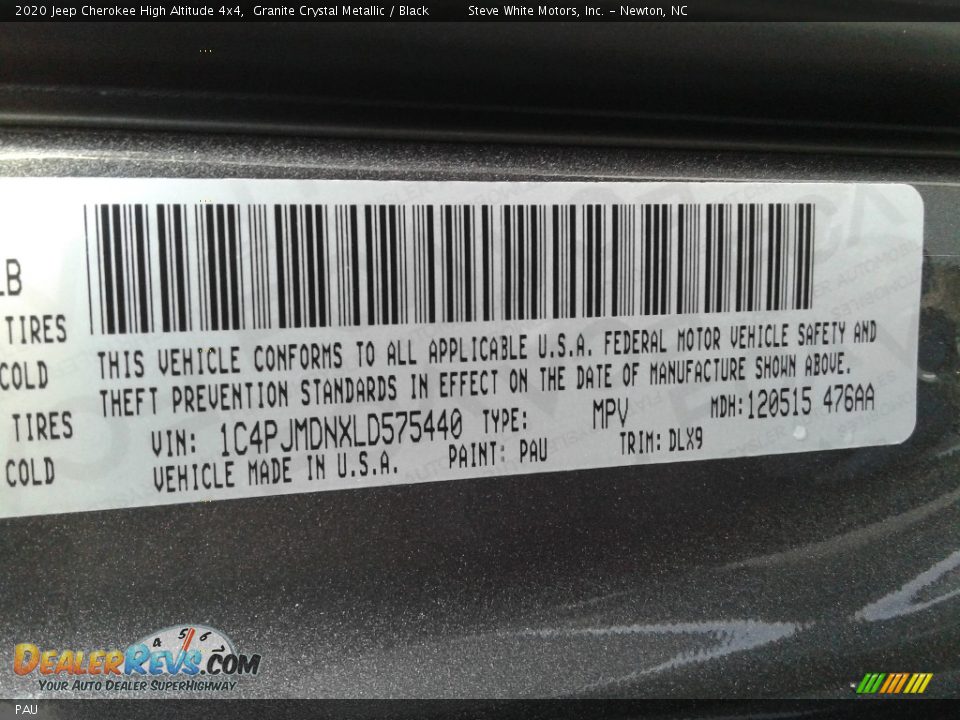 2020 Jeep Cherokee High Altitude 4x4, Granite Crystal Metallic / Black Steve White Motors, Inc. - Newton, NC
LB
TIRES
COLD
TIRES
COLD
THIS VEHICLE CONFORMS TO ALL APPLICABLE U.S.A. FEDERAL MOTOR VEHICLE SAFETY AND
THEFT PREVENTION STANDARDS IN EFFECT ON THE DATE OF MANUFACTURE SHOWN ABOVE.
VIN: 1C4PJMDNXLD575440 TYPE: MPV MDH:120515 476AA
VEHICLE MADE IN U.S.A. PAINT: PAU TRIM: DLX9
4 5 6
DEALERREVS.COM
YOUR AUTO DEALER SUPERHIGHWAY
PAU